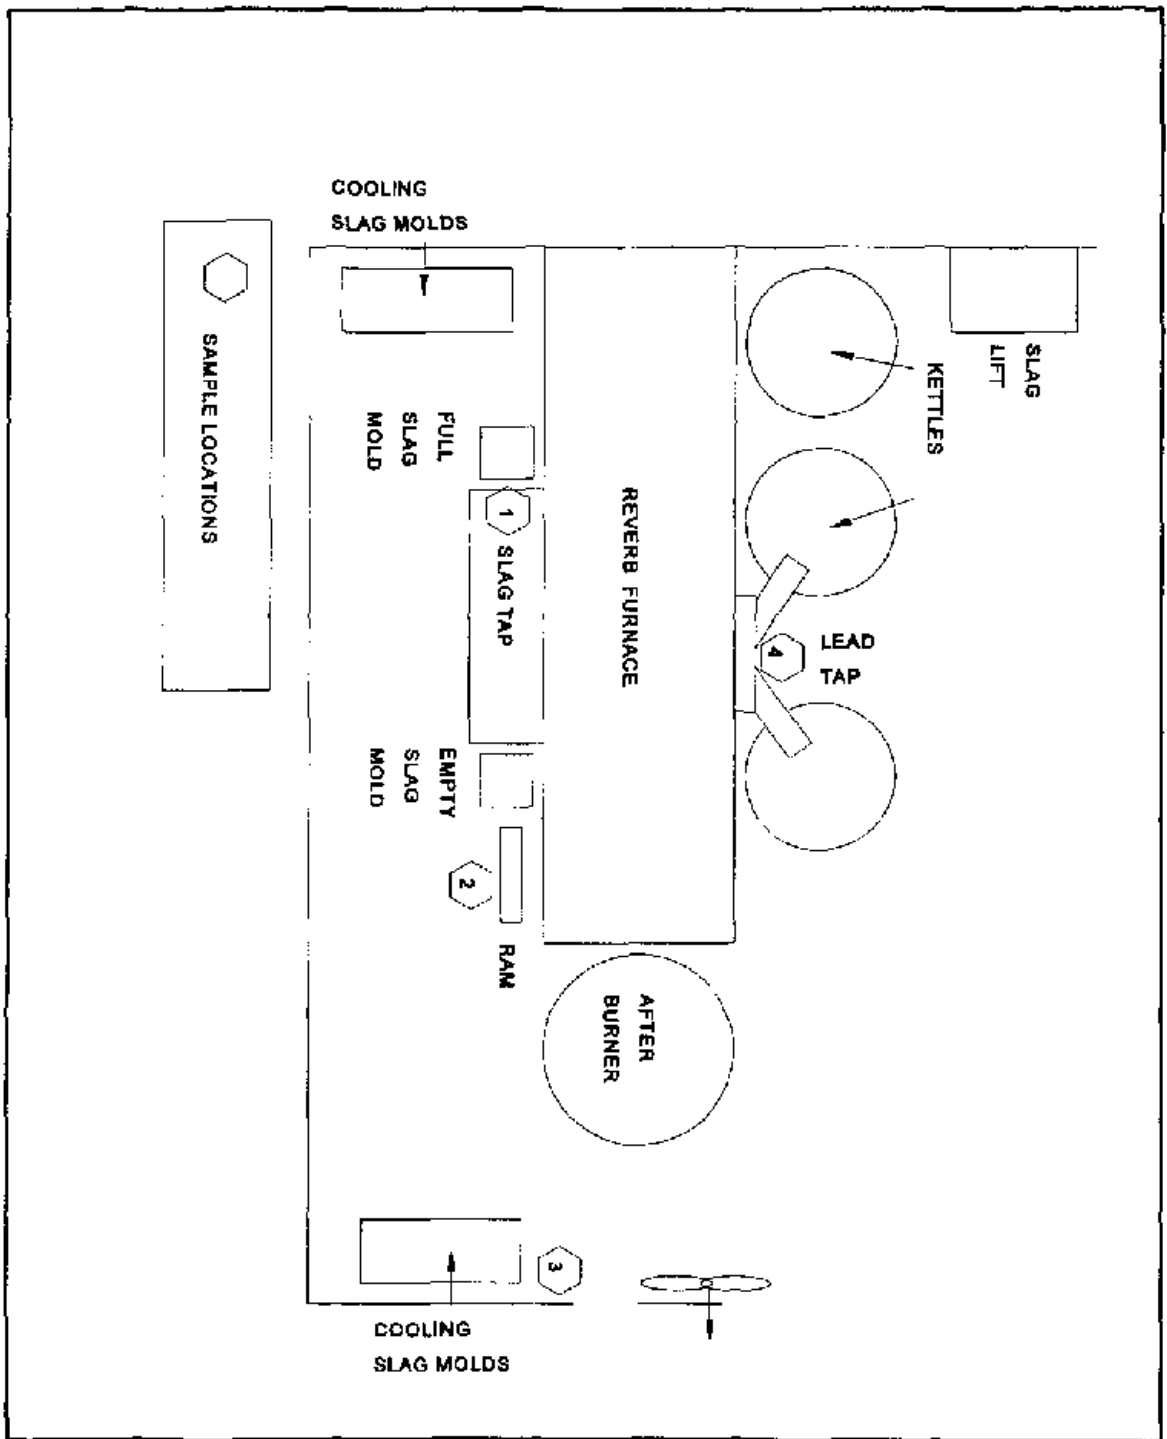 COOLING
SLAG MOLDS
SAMPLE LOCATIONS
FULL
SLAG
MOLD
1
SLAG TAP
EMPTY
SLAG
MOLD
2
RAM
REVERB FURNACE
AFTER
BURNER
KETTLES
SLAG
LIFT
4
LEAD
TAP
3
COOLING
SLAG MOLDS